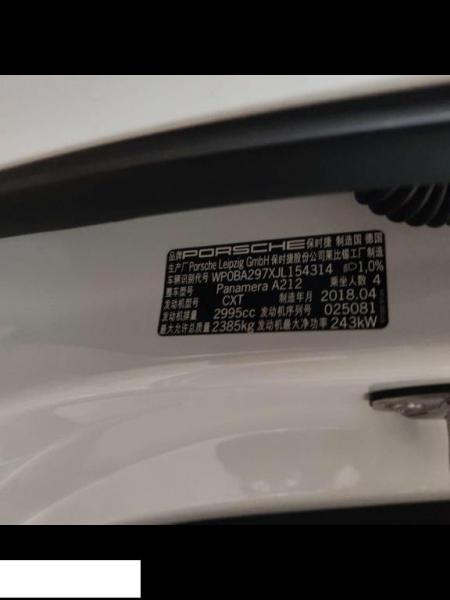 品牌 PORSCHE 保时捷 制造国 德国
生产厂 Porsche Leipzig GmbH 保时捷股份公司莱比锡工厂制造
车辆识别代号 WP0BA297XJL154314 1,0%
整车型号 Panamera A212 乘坐人数 4
发动机型号 CXT 制造年月 2018.04
发动机排量 2995cc 发动机序列号 025081
最大允许总质量 2385kg 发动机最大净功率 243kW